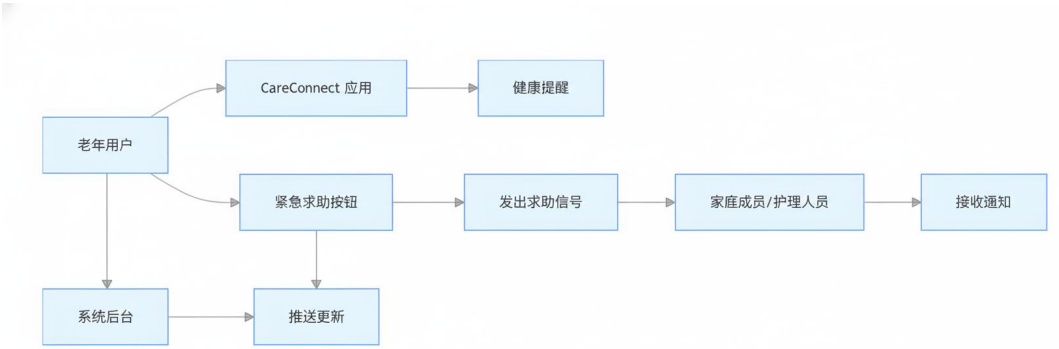 CareConnect 应用
健康提醒
老年用户
紧急求助按钮
发出求助信号
家庭成员/护理人员
接收通知
系统后台
推送更新